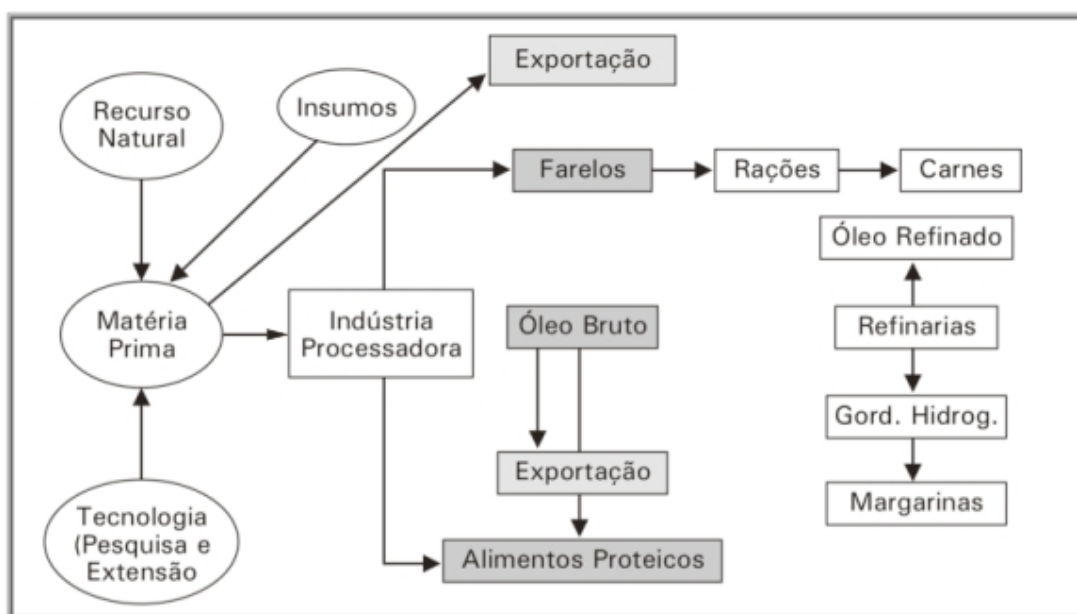 Exportação
Recurso
Natural
Insumos
Farelos
Rações
Carnes
Óleo Refinado
Matéria
Prima
Indústria
Processadora
Óleo Bruto
Refinarias
Gord. Hidrog.
Exportação
Margarinas
Tecnologia
(Pesquisa e
Extensão
Alimentos Proteicos